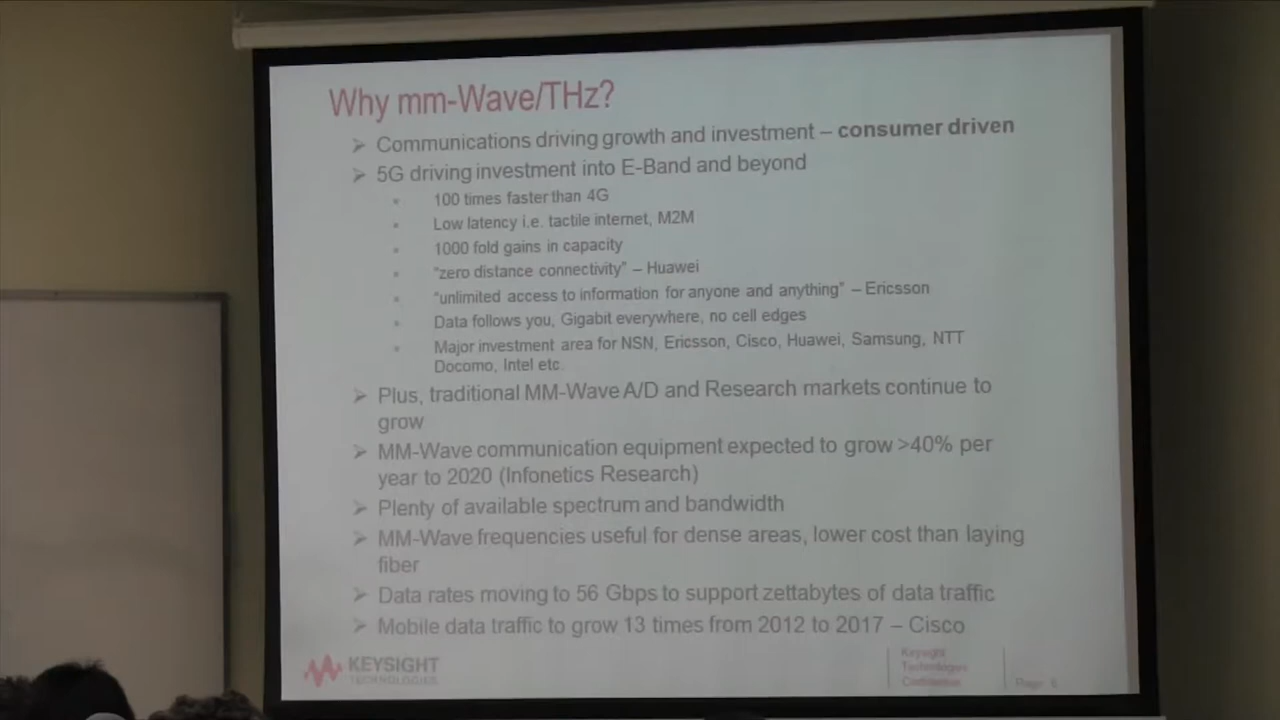 Why mm-Wave/THz?
➢ Communications driving growth and investment – consumer driven
➢ 5G driving investment into E-Band and beyond
▪ 100 times faster than 4G
▪ Low latency i.e. tactile internet, M2M
▪ 1000 fold gains in capacity
▪ "zero distance connectivity" – Huawei
▪ "unlimited access to information for anyone and anything" – Ericsson
▪ Data follows you, Gigabit everywhere, no cell edges
▪ Major investment area for NSN, Ericsson, Cisco, Huawei, Samsung, NTT
Docomo, Intel etc.
➢ Plus, traditional MM-Wave A/D and Research markets continue to
grow
➢ MM-Wave communication equipment expected to grow >40% per
year to 2020 (Infonetics Research)
➢ Plenty of available spectrum and bandwidth
➢ MM-Wave frequencies useful for dense areas, lower cost than laying
fiber
➢ Data rates moving to 56 Gbps to support zettabytes of data traffic
➢ Mobile data traffic to grow 13 times from 2012 to 2017 – Cisco
KEYSIGHT
TECHNOLOGIES
Keysight
Technologies
Confidential
Page